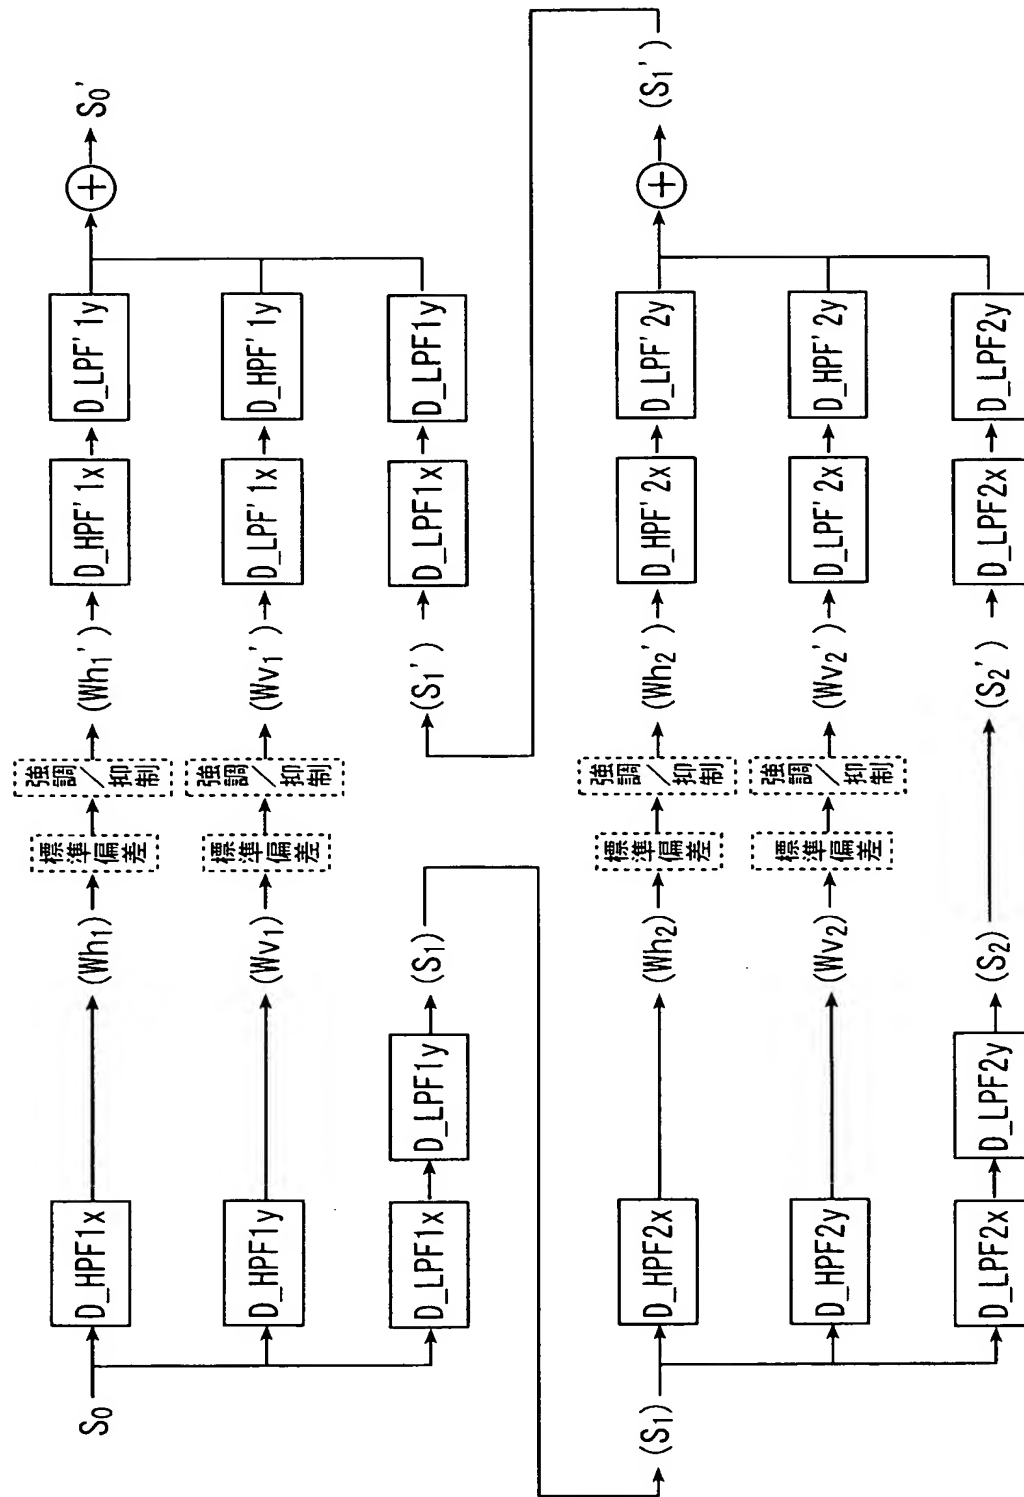 S₀
D_HPF1x
(Wh₁)
標準偏差
強調/抑制
(Wh₁')
D_HPF'1x
D_LPF'1y
+
S₀'
D_HPF1y
(Wv₁)
標準偏差
強調/抑制
(Wv₁')
D_LPF'1x
D_HPF'1y
D_LPF1x
D_LPF1y
(S₁)
(S₁')
D_LPF1x
D_LPF1y
(S₁)
D_HPF2x
(Wh₂)
標準偏差
強調/抑制
(Wh₂')
D_HPF'2x
D_LPF'2y
+
(S₁')
D_HPF2y
(Wv₂)
標準偏差
強調/抑制
(Wv₂')
D_LPF'2x
D_HPF'2y
D_LPF2x
D_LPF2y
(S₂)
(S₂')
D_LPF2x
D_LPF2y